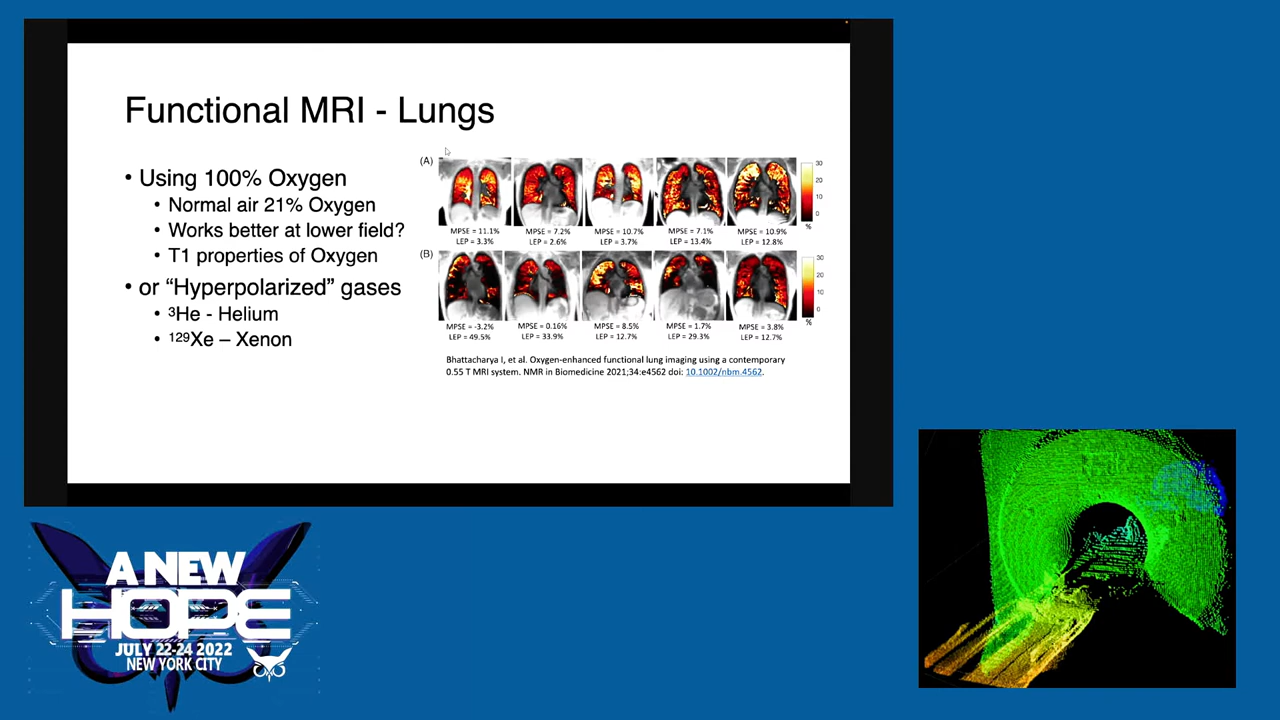 Functional MRI - Lungs
• Using 100% Oxygen
• Normal air 21% Oxygen
• Works better at lower field?
• T1 properties of Oxygen
• or “Hyperpolarized” gases
• ³He - Helium
• ¹²⁹Xe – Xenon
(A)
30
20
10
0
%
MPSE = 11.1%
LEP = 3.3%
MPSE = 7.2%
LEP = 2.6%
MPSE = 10.7%
LEP = 3.7%
MPSE = 7.1%
LEP = 13.4%
MPSE = 10.9%
LEP = 12.8%
(B)
30
20
10
0
%
MPSE = -3.2%
LEP = 49.5%
MPSE = 0.16%
LEP = 33.9%
MPSE = 8.5%
LEP = 12.7%
MPSE = 1.7%
LEP = 29.3%
MPSE = 3.8%
LEP = 12.7%
Bhattacharya I, et al. Oxygen-enhanced functional lung imaging using a contemporary
0.55 T MRI system. NMR in Biomedicine 2021;34:e4562 doi: 10.1002/nbm.4562.
A NEW
HOPE
JULY 22-24 2022
NEW YORK CITY